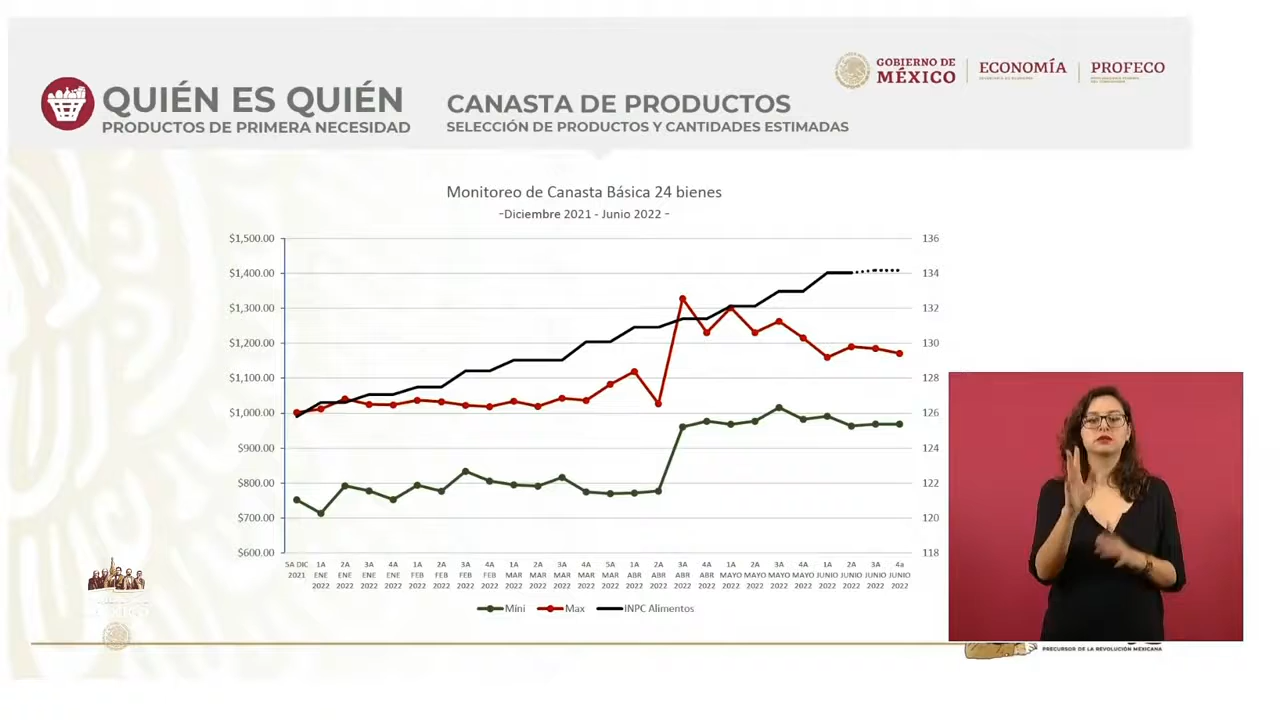 QUIÉN ES QUIÉN
PRODUCTOS DE PRIMERA NECESIDAD
CANASTA DE PRODUCTOS
SELECCIÓN DE PRODUCTOS Y CANTIDADES ESTIMADAS
GOBIERNO DE
MÉXICO
ECONOMÍA
PROFECO
Monitoreo de Canasta Básica 24 bienes
-Diciembre 2021 - Junio 2022 -
$1,500.00 136
$1,400.00 134
$1,300.00 132
$1,200.00 130
$1,100.00 128
$1,000.00 126
$900.00 124
$800.00 122
$700.00 120
$600.00 118
5A DIC 1A 2A 3A 4A 1A 2A 3A 4A 1A 2A 3A 4A 5A 1A 2A 3A 4A 1A 2A 3A 4A 1A 2A 3A 4a
2021 ENE ENE ENE ENE FEB FEB FEB FEB MAR MAR MAR MAR MAR ABR ABR ABR ABR MAYO MAYO MAYO MAYO JUNIO JUNIO JUNIO JUNIO
2022 2022 2022 2022 2022 2022 2022 2022 2022 2022 2022 2022 2022 2022 2022 2022 2022 2022 2022 2022 2022 2022 2022 2022 2022
Mini Max INPC Alimentos
PRECURSOR DE LA REVOLUCIÓN MEXICANA